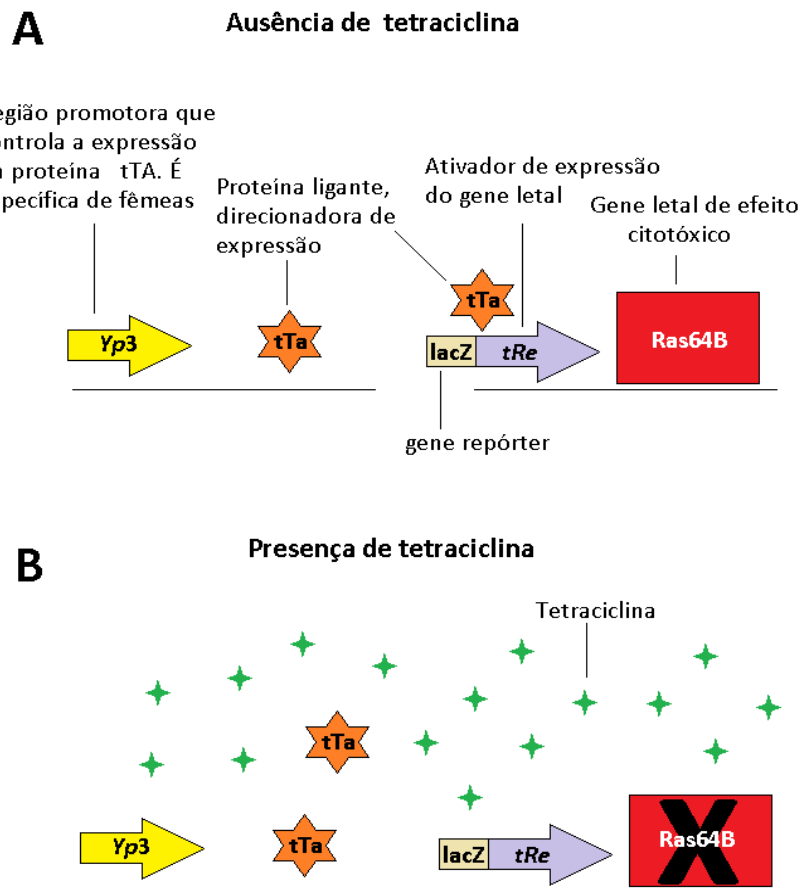 A
Ausência de tetraciclina
egião promotora que
ontrola a expressão
proteína tTA. É
pecífica de fêmeas
Proteína ligante,
direcionadora de
expressão
Ativador de expressão
do gene letal
Gene letal de efeito
citotóxico
Yp3
tTa
tTa
lacZ
tRe
Ras64B
gene repórter
B
Presença de tetraciclina
Tetraciclina
tTa
Yp3
tTa
lacZ
tRe
Ras64B